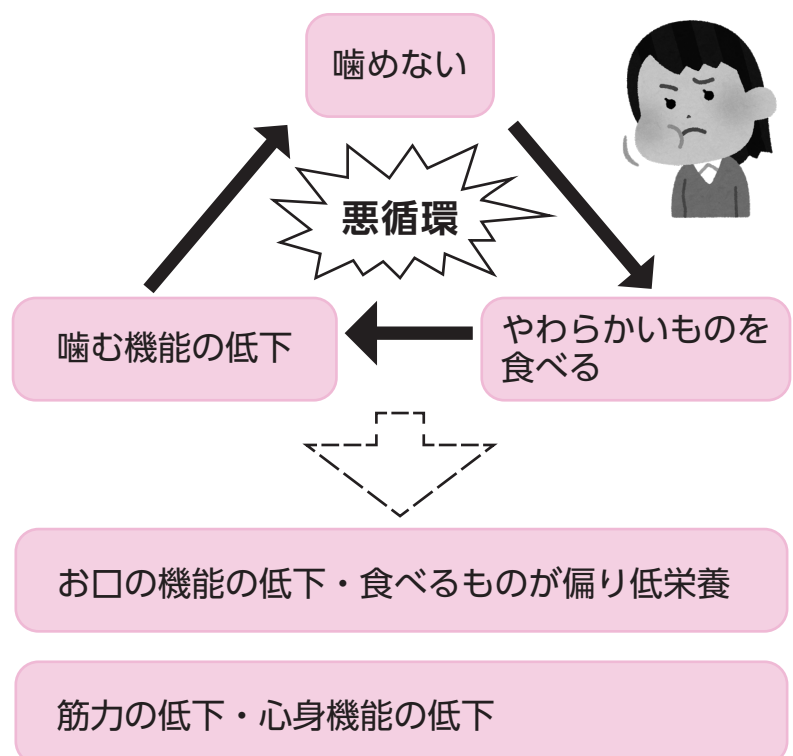 噛めない
悪循環
噛む機能の低下
やわらかいものを
食べる
お口の機能の低下・食べるものが偏り低栄養
筋力の低下・心身機能の低下